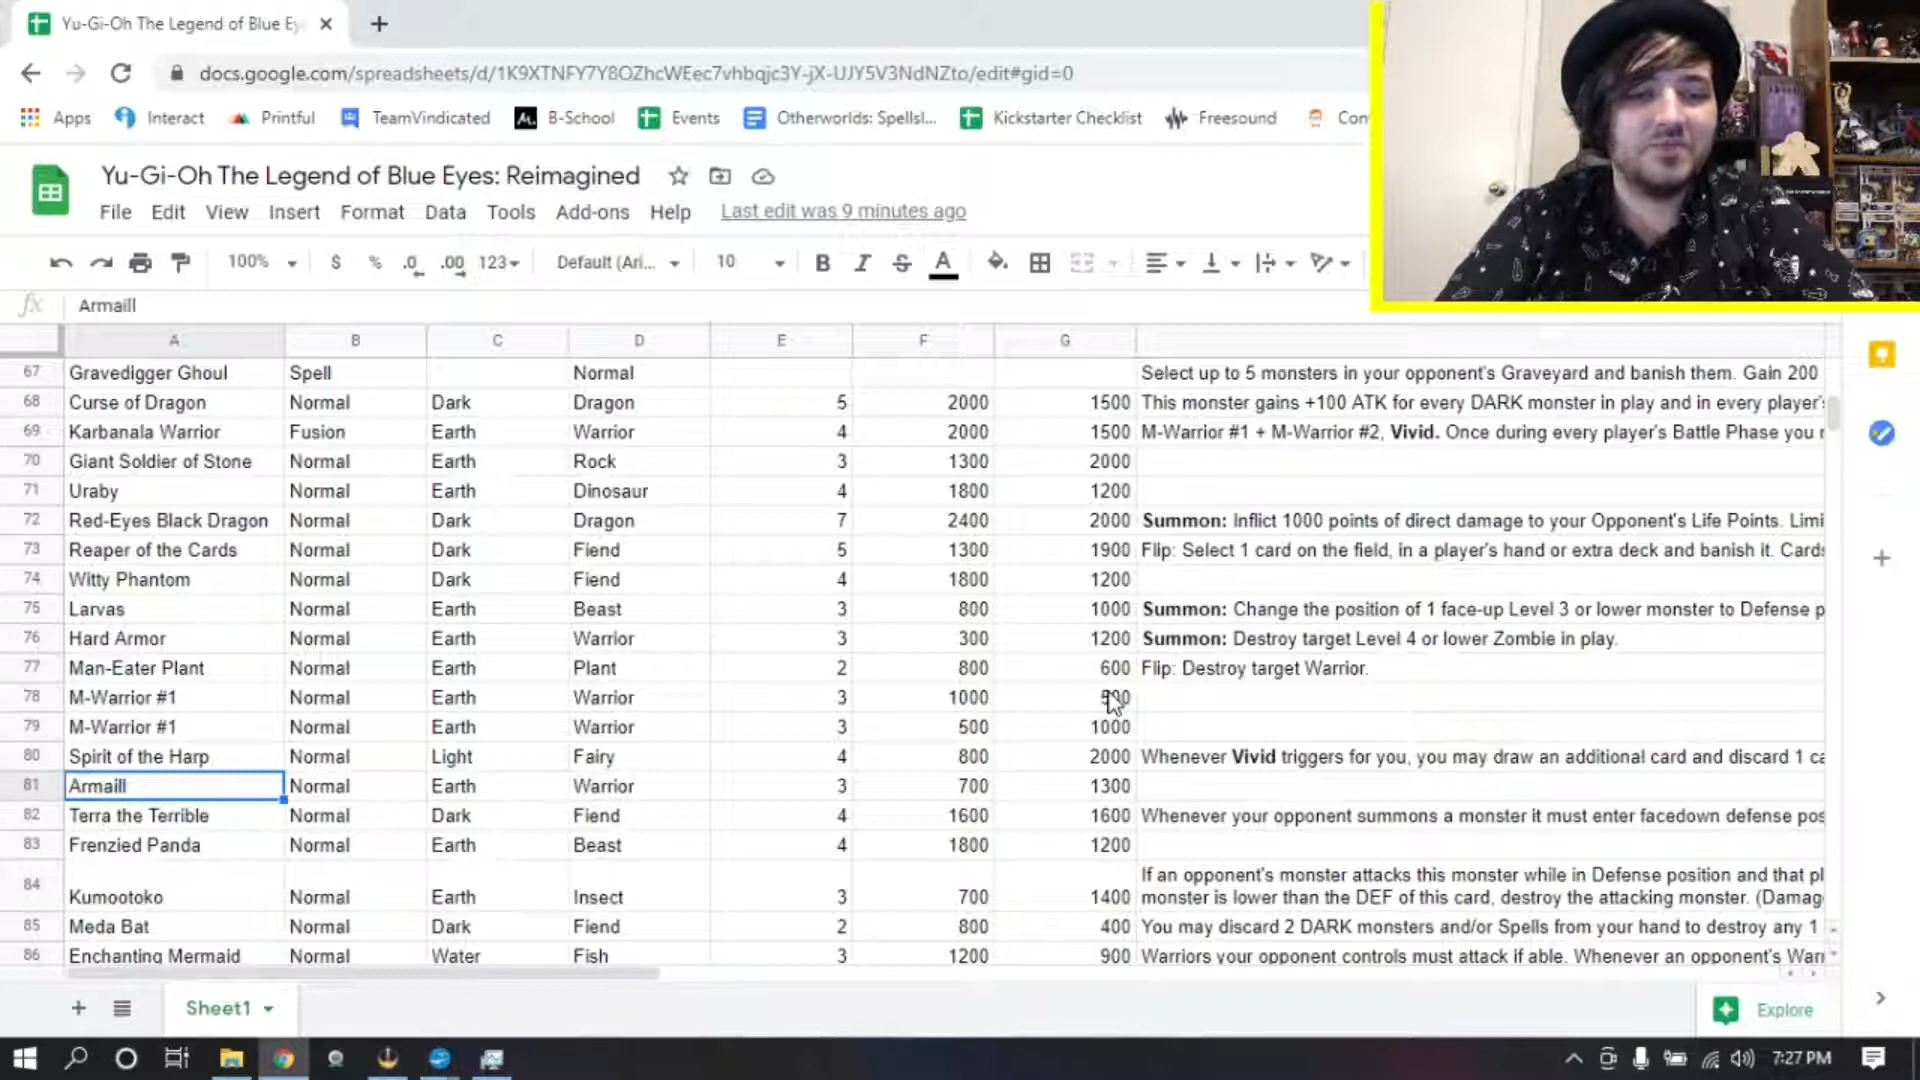 Yu-Gi-Oh The Legend of Blue Ey
docs.google.com/spreadsheets/d/1K9XTNFY7Y8OZhcWEec7vhbqjc3Y-jX-UJY5V3NdNZto/edit#gid=0
Apps Interact Printful TeamVindicated B-School Events Otherworlds: Spellsl... Kickstarter Checklist Freesound Con
Yu-Gi-Oh The Legend of Blue Eyes: Reimagined
File Edit View Insert Format Data Tools Add-ons Help Last edit was 9 minutes ago
100% $ % .0 .00 123 Default (Ari... 10 B I S A
fx Armaill
A B C D E F G
67 Gravedigger Ghoul Spell Normal Select up to 5 monsters in your opponent's Graveyard and banish them. Gain 200
68 Curse of Dragon Normal Dark Dragon 5 2000 1500 This monster gains +100 ATK for every DARK monster in play and in every player's
69 Karbanala Warrior Fusion Earth Warrior 4 2000 1500 M-Warrior #1 + M-Warrior #2, Vivid. Once during every player's Battle Phase you
70 Giant Soldier of Stone Normal Earth Rock 3 1300 2000
71 Uraby Normal Earth Dinosaur 4 1800 1200
72 Red-Eyes Black Dragon Normal Dark Dragon 7 2400 2000 Summon: Inflict 1000 points of direct damage to your Opponent's Life Points. Limi
73 Reaper of the Cards Normal Dark Fiend 5 1300 1900 Flip: Select 1 card on the field, in a player's hand or extra deck and banish it. Cards
74 Witty Phantom Normal Dark Fiend 4 1800 1200
75 Larvas Normal Earth Beast 3 800 1000 Summon: Change the position of 1 face-up Level 3 or lower monster to Defense p
76 Hard Armor Normal Earth Warrior 3 300 1200 Summon: Destroy target Level 4 or lower Zombie in play.
77 Man-Eater Plant Normal Earth Plant 2 800 600 Flip: Destroy target Warrior.
78 M-Warrior #1 Normal Earth Warrior 3 1000 500
79 M-Warrior #1 Normal Earth Warrior 3 500 1000
80 Spirit of the Harp Normal Light Fairy 4 800 2000 Whenever Vivid triggers for you, you may draw an additional card and discard 1 ca
81 Armaill Normal Earth Warrior 3 700 1300
82 Terra the Terrible Normal Dark Fiend 4 1600 1600 Whenever your opponent summons a monster it must enter facedown defense pos
83 Frenzied Panda Normal Earth Beast 4 1800 1200
If an opponent's monster attacks this monster while in Defense position and that pl
84 Kumootoko Normal Earth Insect 3 700 1400 monster is lower than the DEF of this card, destroy the attacking monster. (Damag
85 Meda Bat Normal Dark Fiend 2 800 400 You may discard 2 DARK monsters and/or Spells from your hand to destroy any 1
86 Enchanting Mermaid Normal Water Fish 3 1200 900 Warriors your opponent controls must attack if able. Whenever an opponent's Warr
Sheet1 Explore
7:27 PM